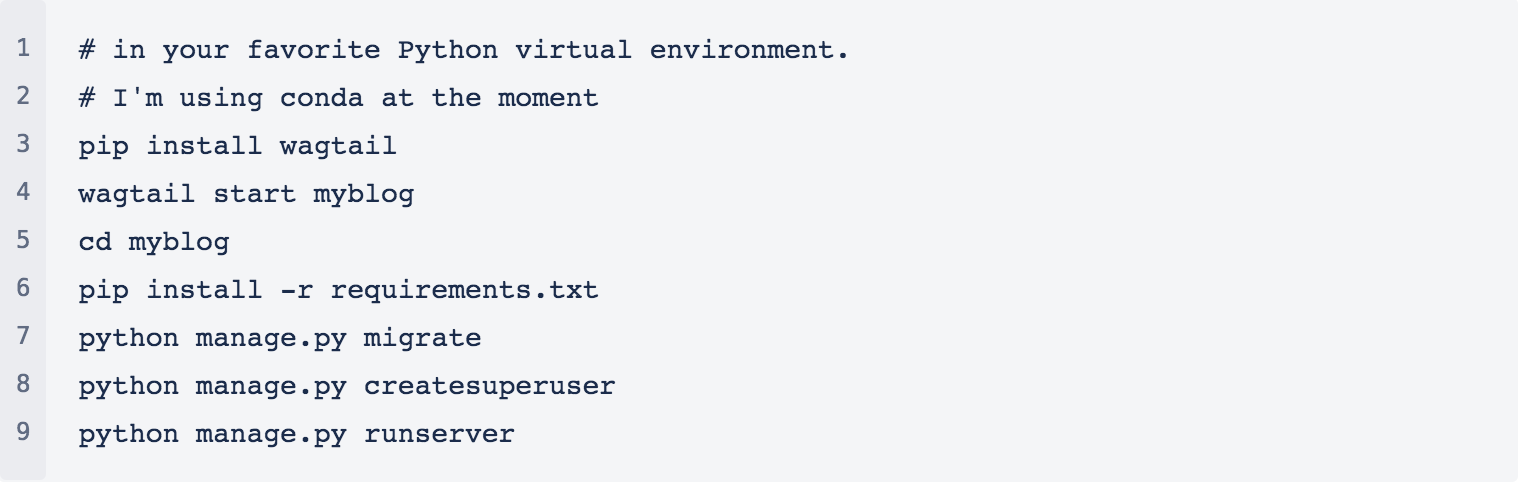 1 # in your favorite Python virtual environment.
2 # I'm using conda at the moment
3 pip install wagtail
4 wagtail start myblog
5 cd myblog
6 pip install -r requirements.txt
7 python manage.py migrate
8 python manage.py createsuperuser
9 python manage.py runserver